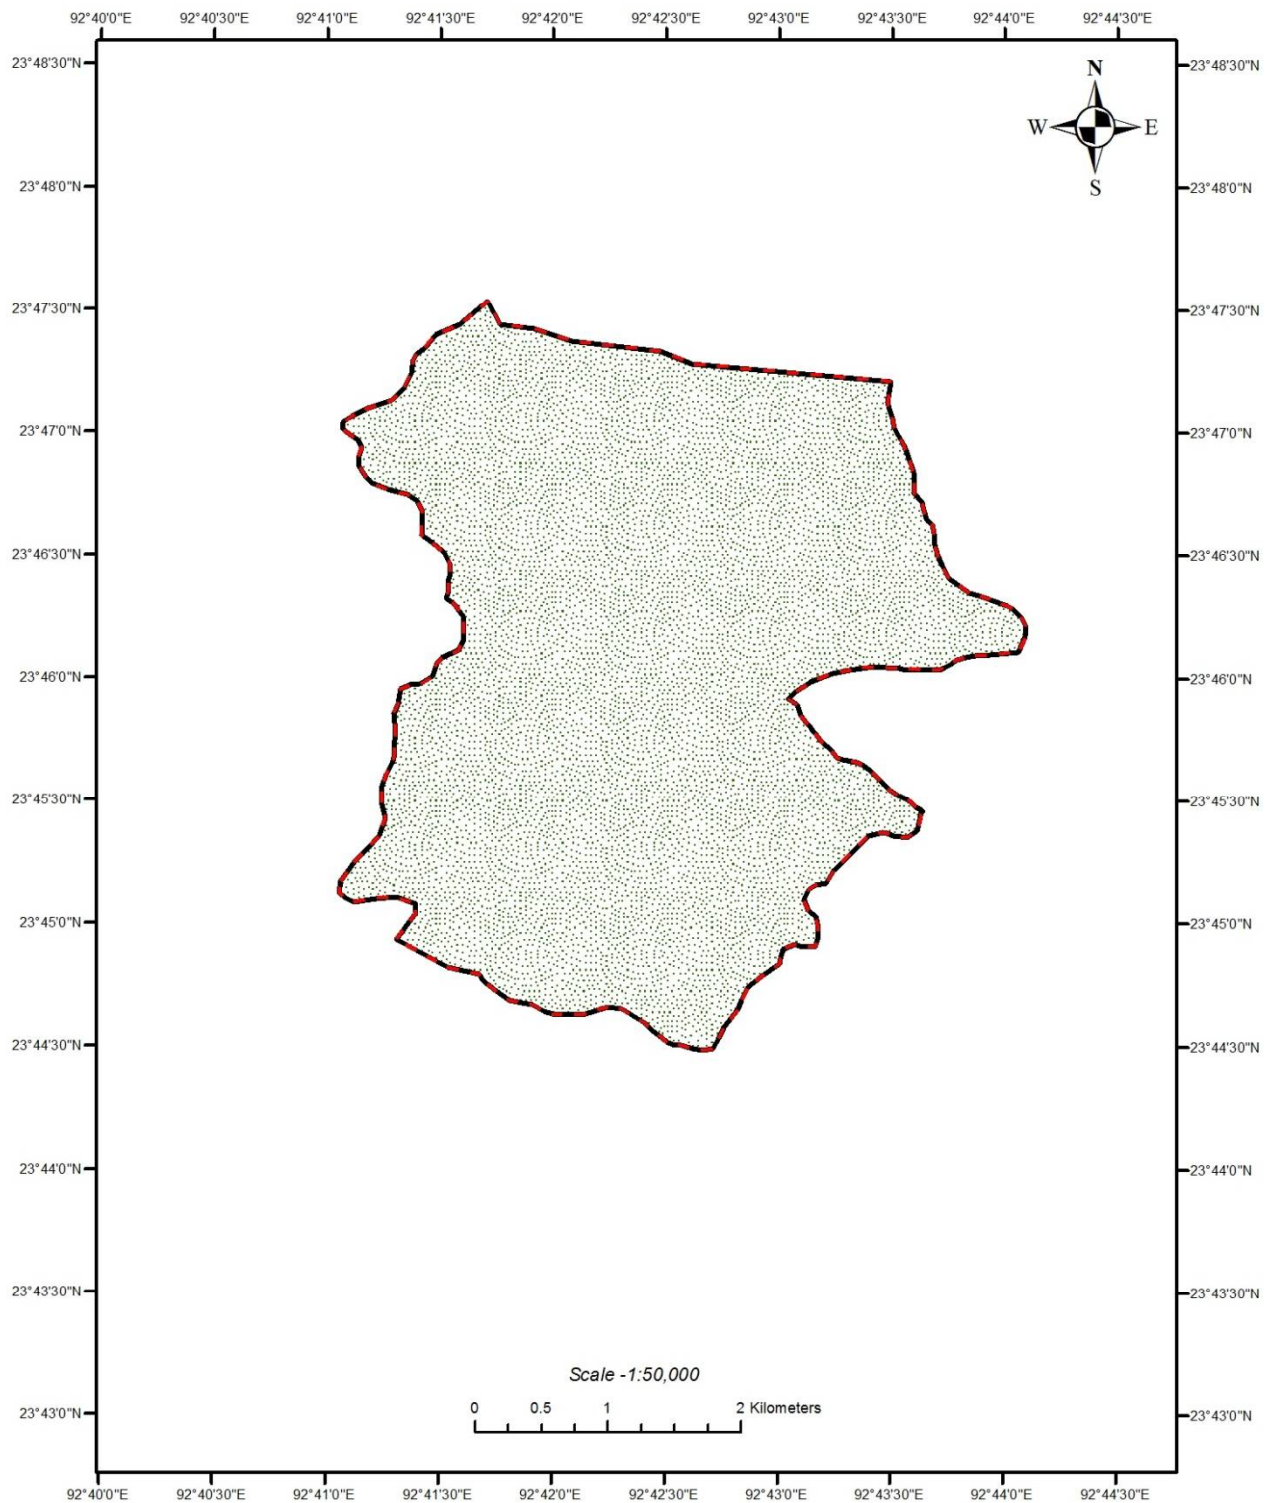 92°40'0"E 92°40'30"E 92°41'0"E 92°41'30"E 92°42'0"E 92°42'30"E 92°43'0"E 92°43'30"E 92°44'0"E 92°44'30"E
23°48'30"N 23°48'30"N
N
W E
S
23°48'0"N 23°48'0"N
23°47'30"N 23°47'30"N
23°47'0"N 23°47'0"N
23°46'30"N 23°46'30"N
23°46'0"N 23°46'0"N
23°45'30"N 23°45'30"N
23°45'0"N 23°45'0"N
23°44'30"N 23°44'30"N
23°44'0"N 23°44'0"N
23°43'30"N 23°43'30"N
Scale -1:50,000
0 0.5 1 2 Kilometers
23°43'0"N 23°43'0"N
92°40'0"E 92°40'30"E 92°41'0"E 92°41'30"E 92°42'0"E 92°42'30"E 92°43'0"E 92°43'30"E 92°44'0"E 92°44'30"E